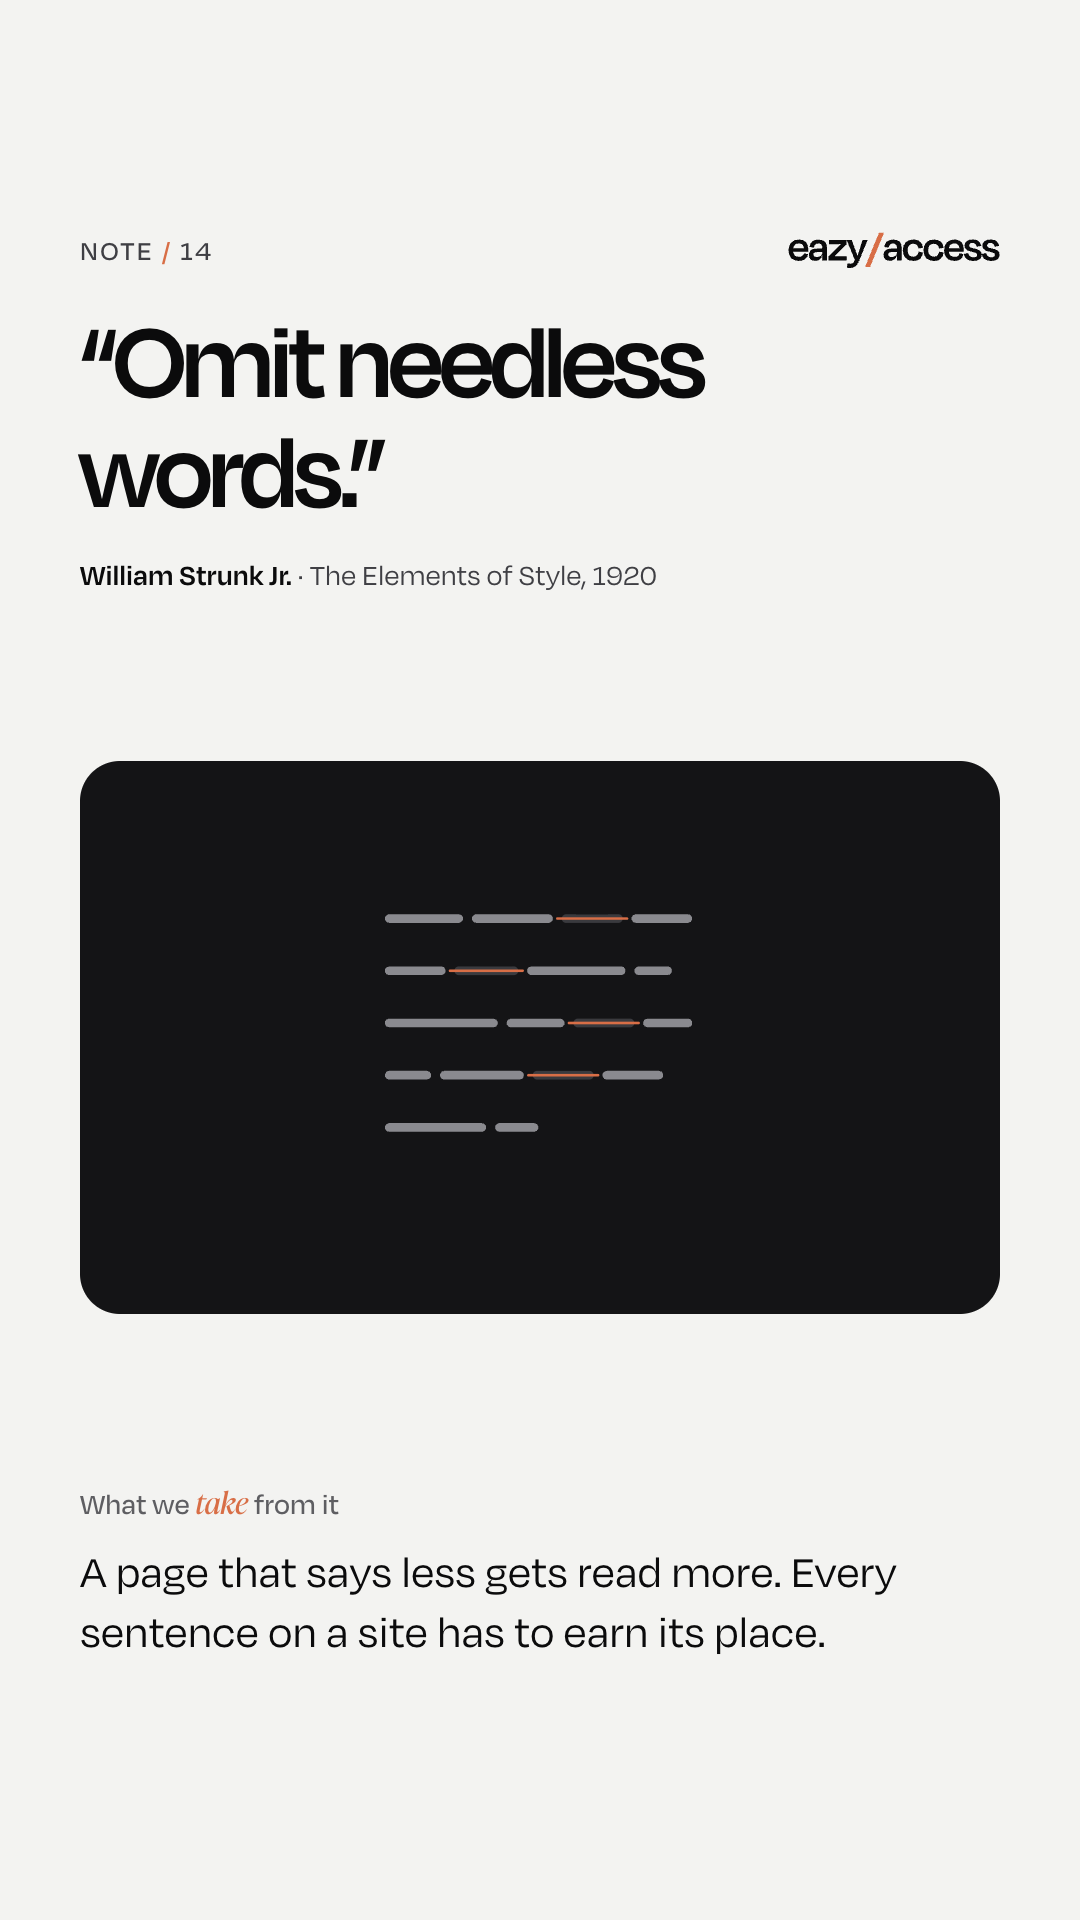 NOTE / 14
eazy/access
“Omit needless
words.”
William Strunk Jr. · The Elements of Style, 1920
What we take from it
A page that says less gets read more. Every
sentence on a site has to earn its place.